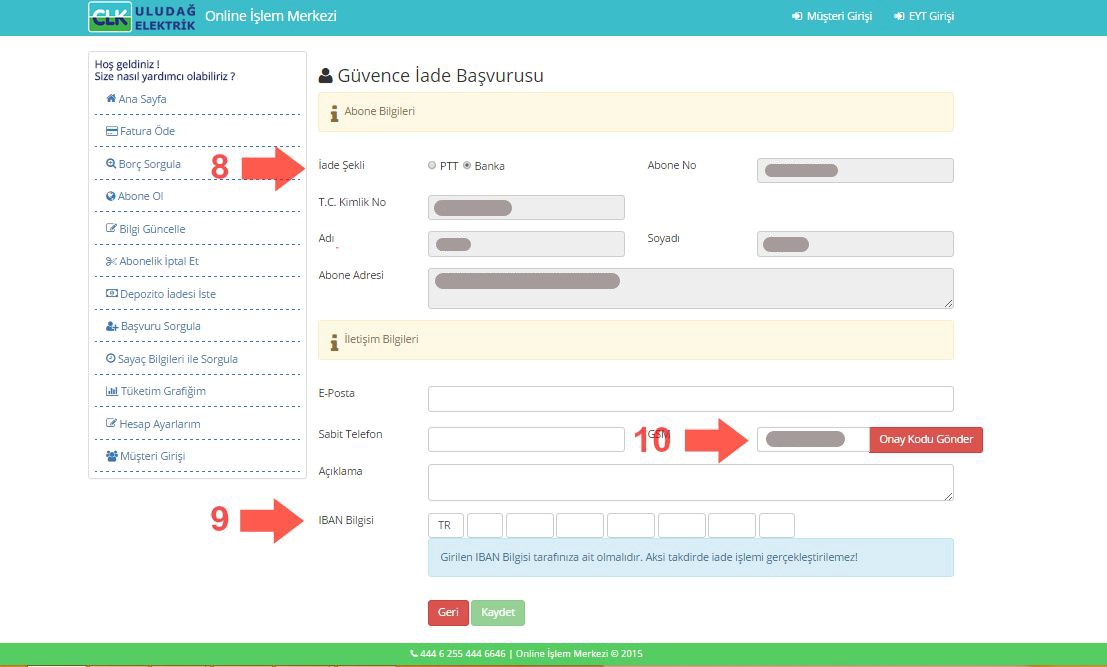 CLK ULUDAĞ ELEKTRİK Online İşlem Merkezi
Müşteri Girişi EYT Girişi
Hoş geldiniz !
Size nasıl yardımcı olabiliriz ?
Ana Sayfa
Fatura Öde
Borç Sorgula
Abone Ol
Bilgi Güncelle
Abonelik İptal Et
Depozito İadesi İste
Başvuru Sorgula
Sayaç Bilgileri ile Sorgula
Tüketim Grafiğim
Hesap Ayarlarım
Müşteri Girişi
Güvence İade Başvurusu
Abone Bilgileri
8
İade Şekli PTT Banka Abone No
T.C. Kimlik No
Adı Soyadı
Abone Adresi
İletişim Bilgileri
E-Posta
Sabit Telefon GSM 10 Onay Kodu Gönder
Açıklama
9
IBAN Bilgisi TR
Girilen IBAN Bilgisi tarafınıza ait olmalıdır. Aksi takdirde iade işlemi gerçekleştirilemez!
Geri Kaydet
444 6 255 444 6646 | Online İşlem Merkezi © 2015